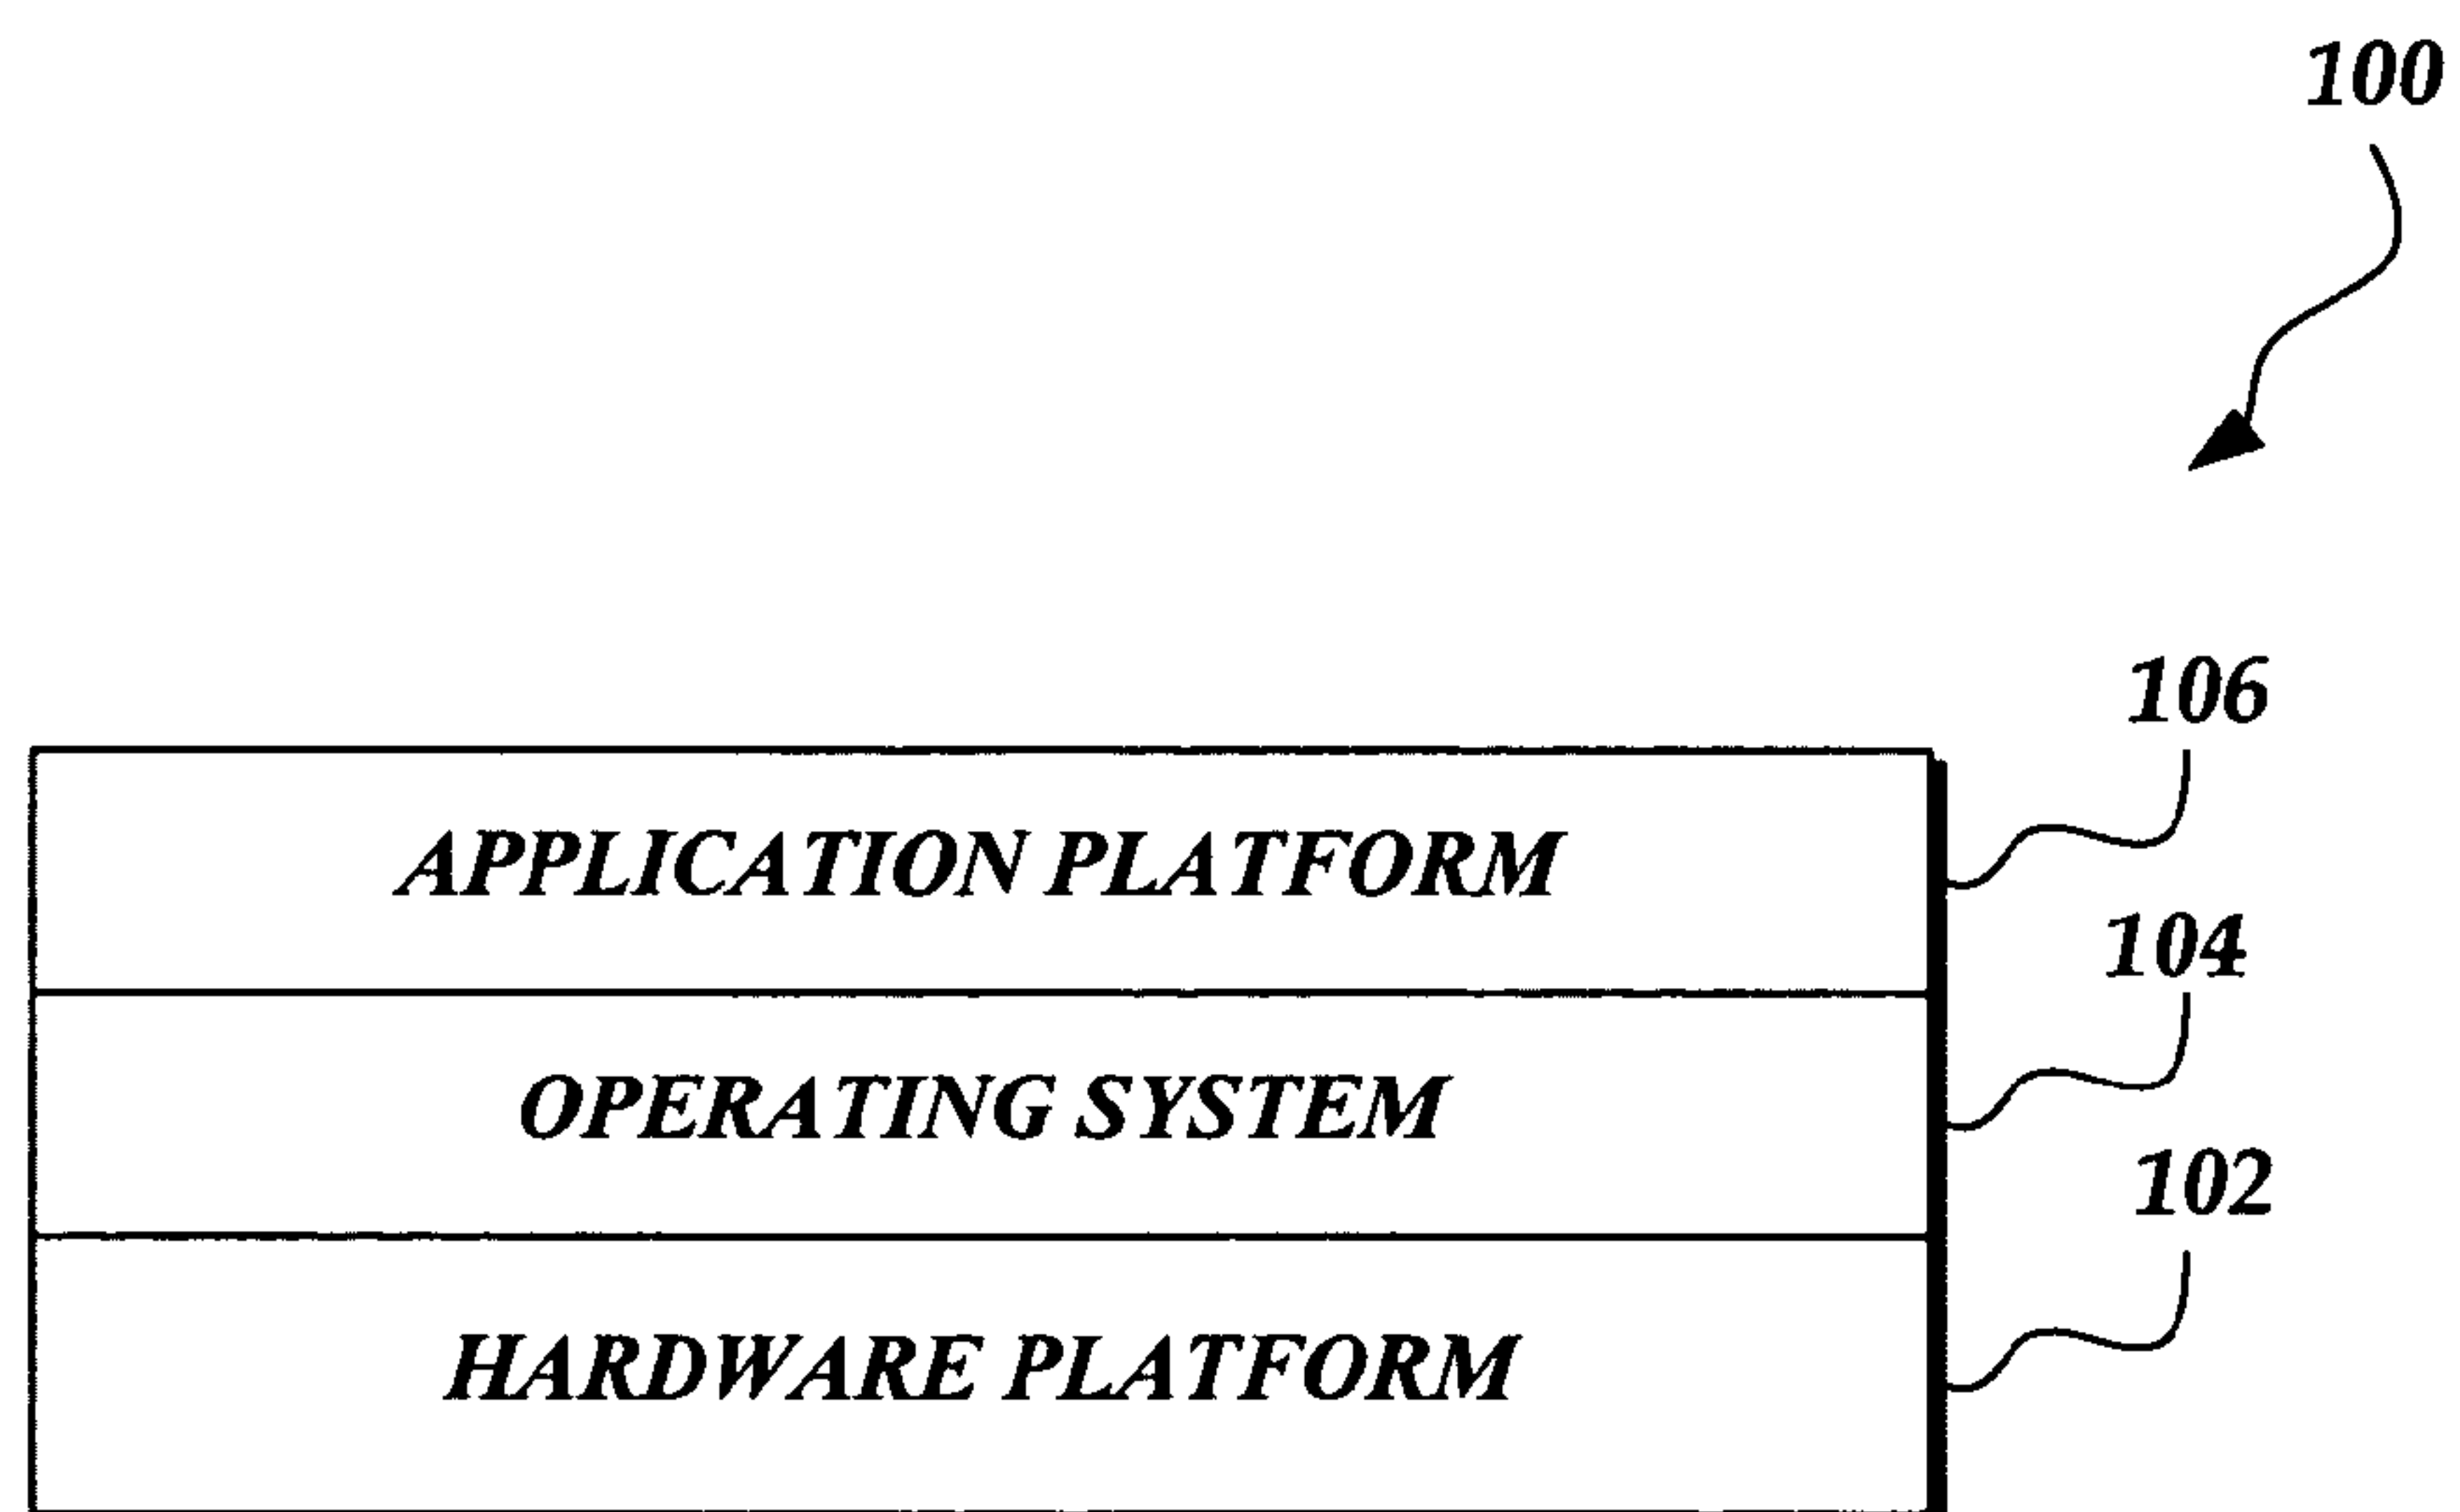 100
106
APPLICATION PLATFORM
104
OPERATING SYSTEM
102
HARDWARE PLATFORM